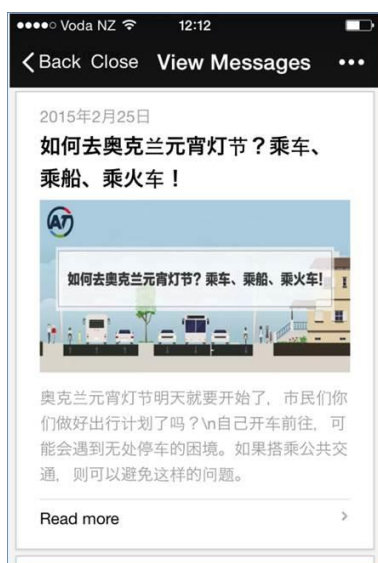 Voda NZ 12:12
Back Close View Messages •••
2015年2月25日
如何去奥克兰元宵灯节？乘车、
乘船、乘火车！
AT
如何去奥克兰元宵灯节？乘车、乘船、乘火车！
奥克兰元宵灯节明天就要开始了，市民们你
们做好出行计划了吗？\n自己开车前往，可
能会遇到无处停车的困境。如果搭乘公共交
通，则可以避免这样的问题。
Read more